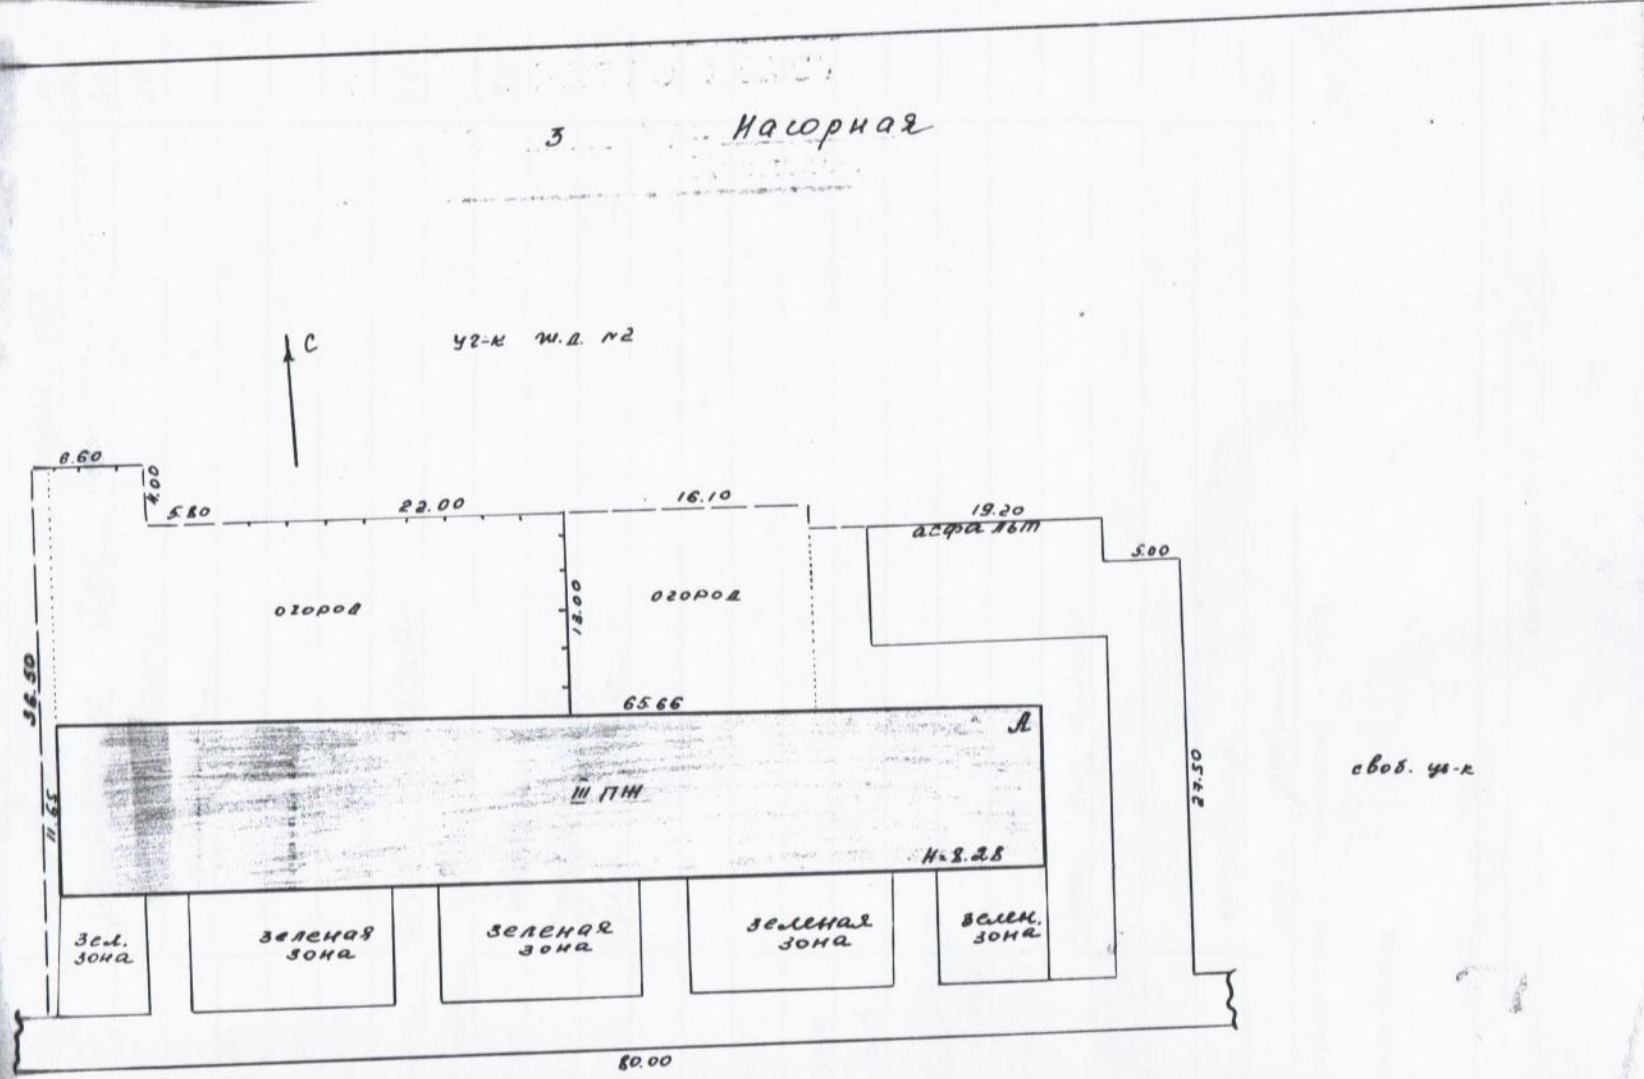 3 Нагорная
С
уч-к ж.д. №2
6.60
4.00
5.80
22.00
16.10
19.20
асфальт
5.00
огород
13.00
огород
36.50
65.66
А
11.65
III ПЖ
Н=8.28
27.50
своб. уч-к
зел.
зона
зеленая
зона
зеленая
зона
зеленая
зона
зелен.
зона
80.00